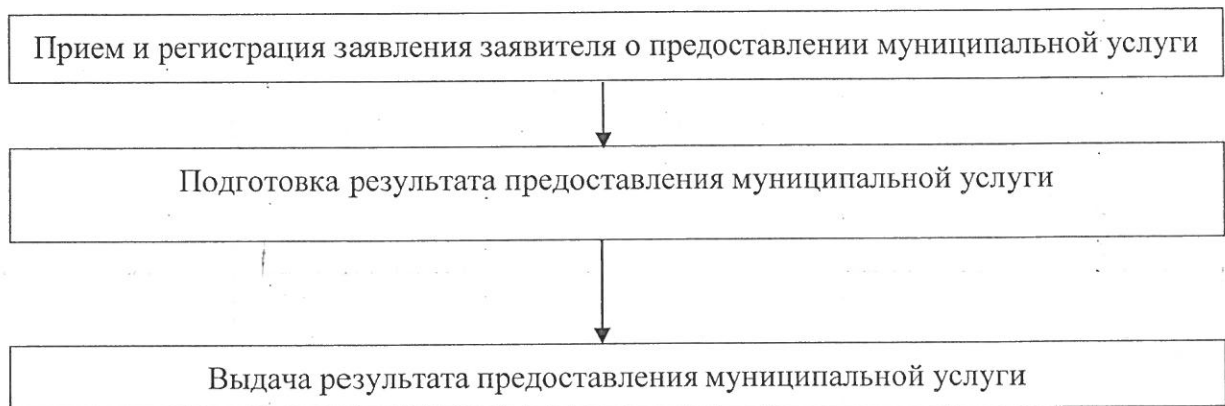 Прием и регистрация заявления заявителя о предоставлении муниципальной услуги
Подготовка результата предоставления муниципальной услуги
Выдача результата предоставления муниципальной услуги